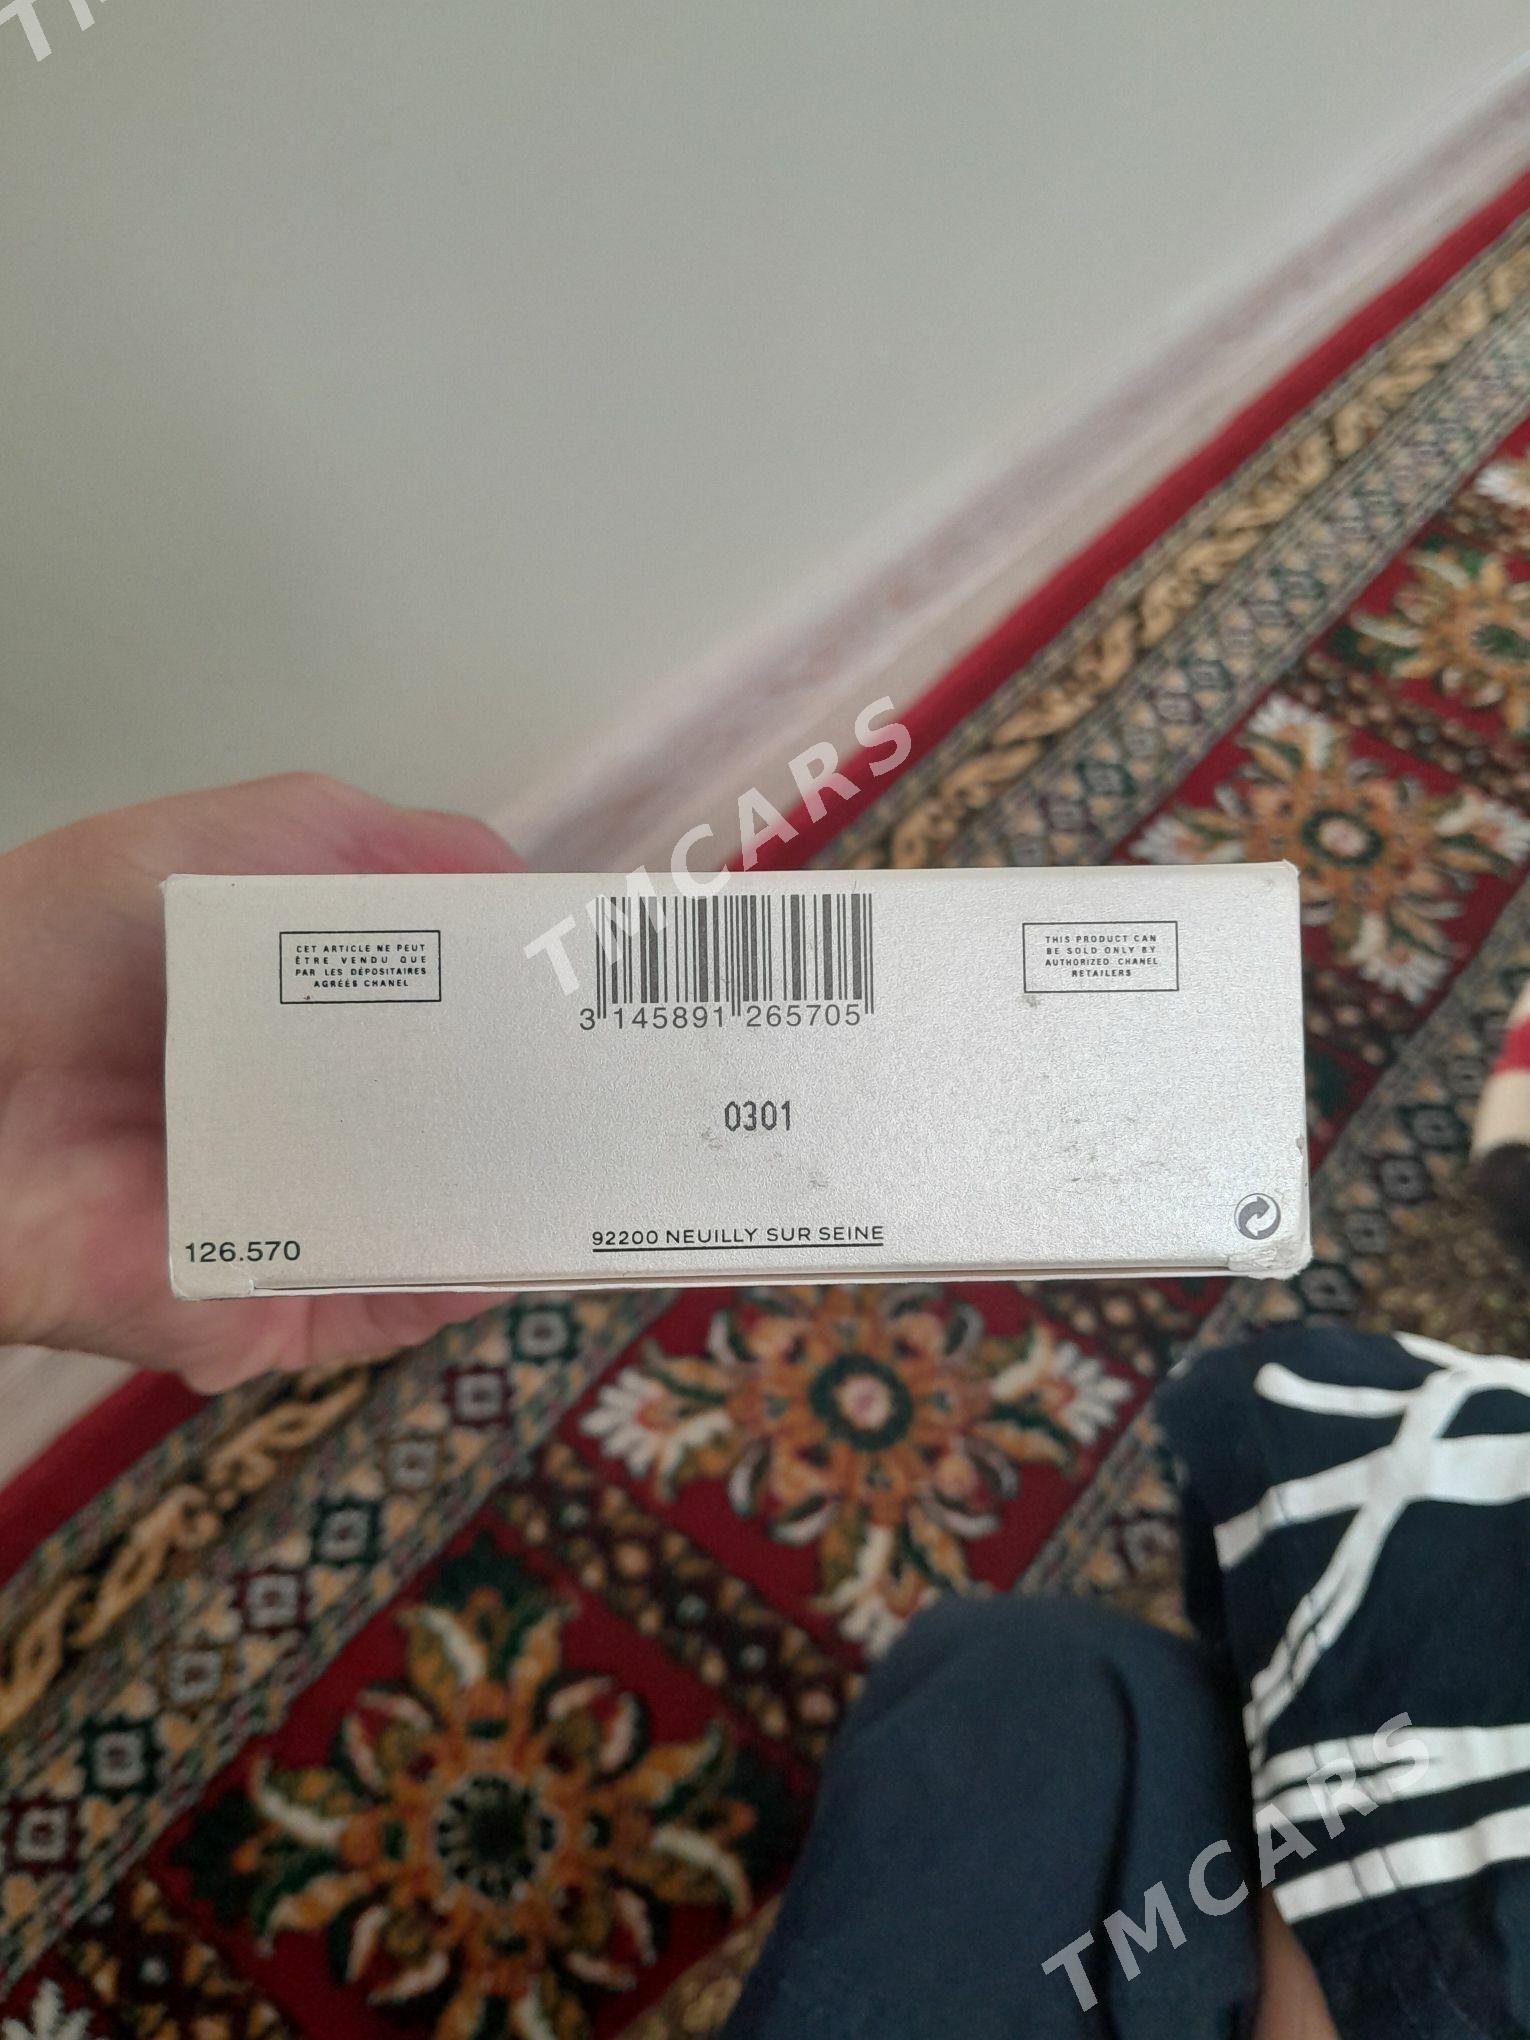 CET ARTICLE NE PEUT
ÊTRE VENDU QUE
PAR LES DÉPOSITAIRES
AGRÉÉS CHANEL
THIS PRODUCT CAN
BE SOLD ONLY BY
AUTHORIZED CHANEL
RETAILERS
3 145891 265705
0301
126.570
92200 NEUILLY SUR SEINE
TMCARS
TMCARS